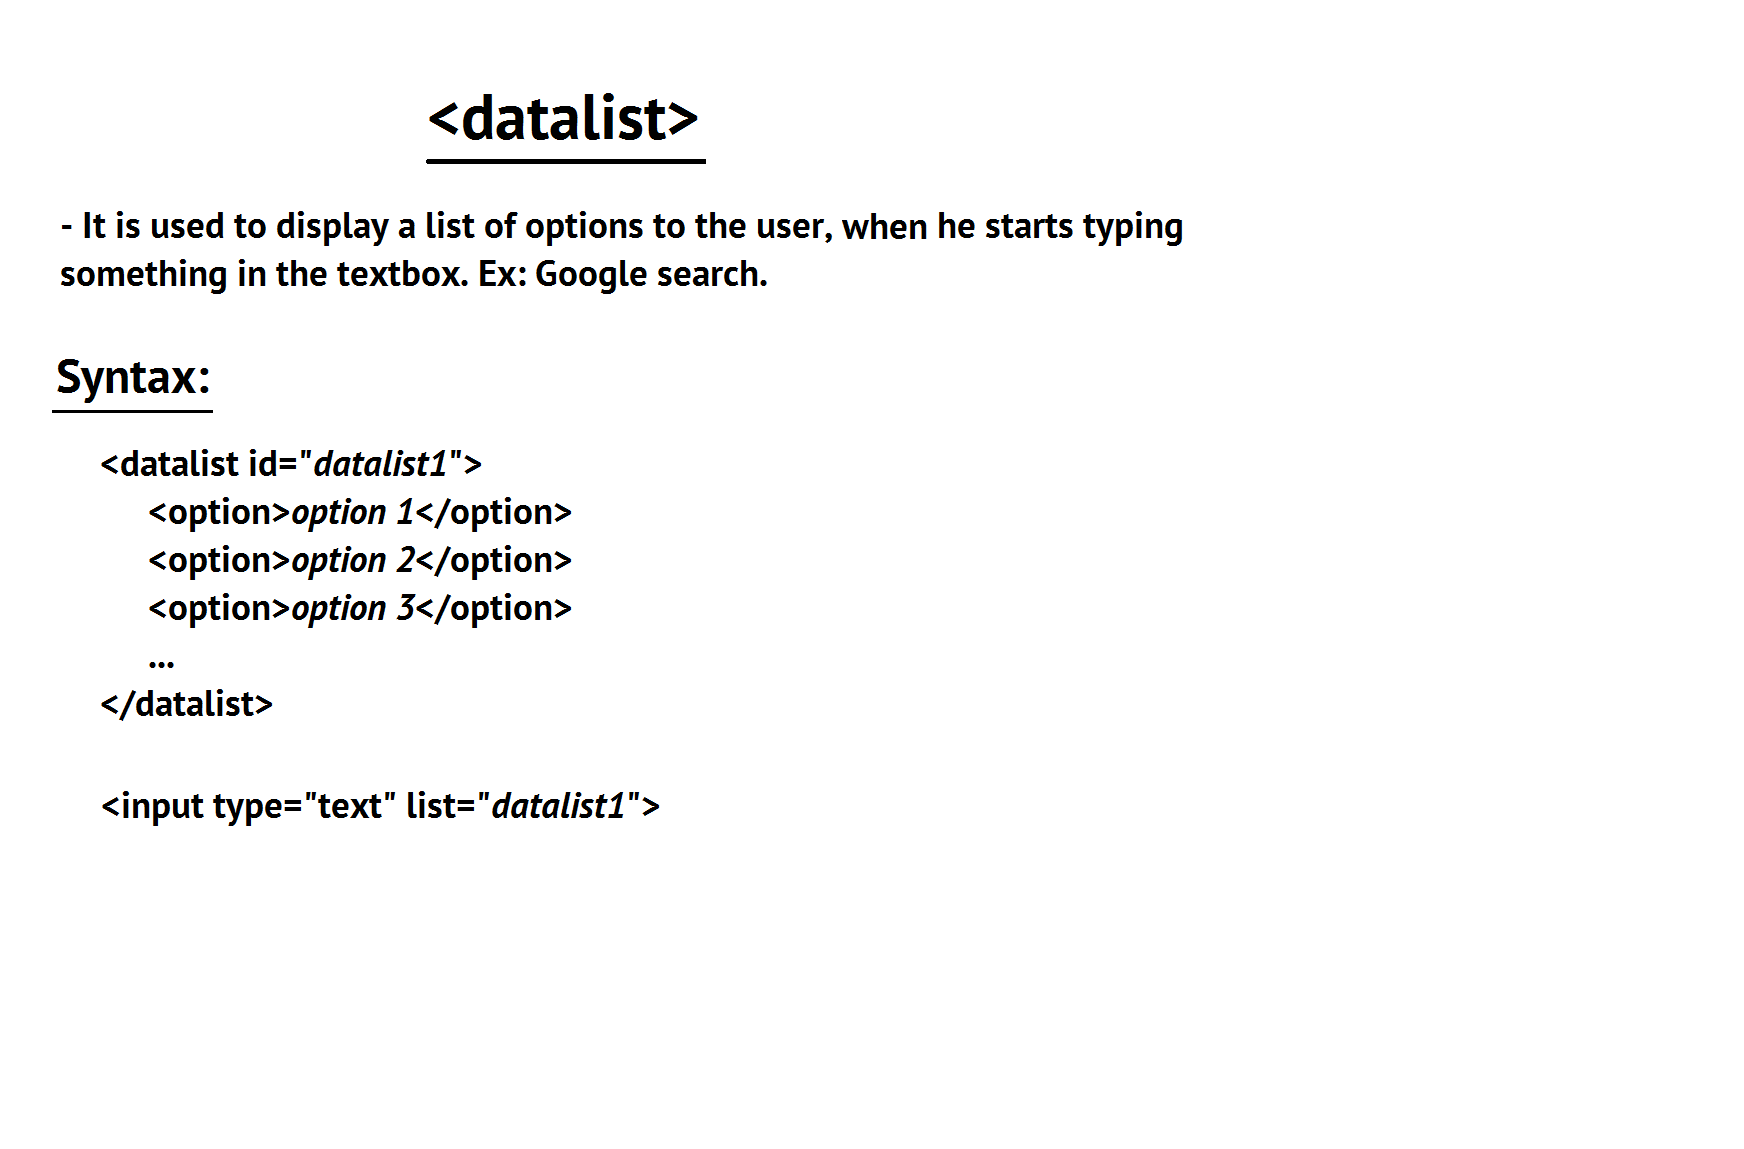 <datalist>
- It is used to display a list of options to the user, when he starts typing
something in the textbox. Ex: Google search.
Syntax:
<datalist id="datalist1">
<option>option 1</option>
<option>option 2</option>
<option>option 3</option>
...
</datalist>
<input type="text" list="datalist1">